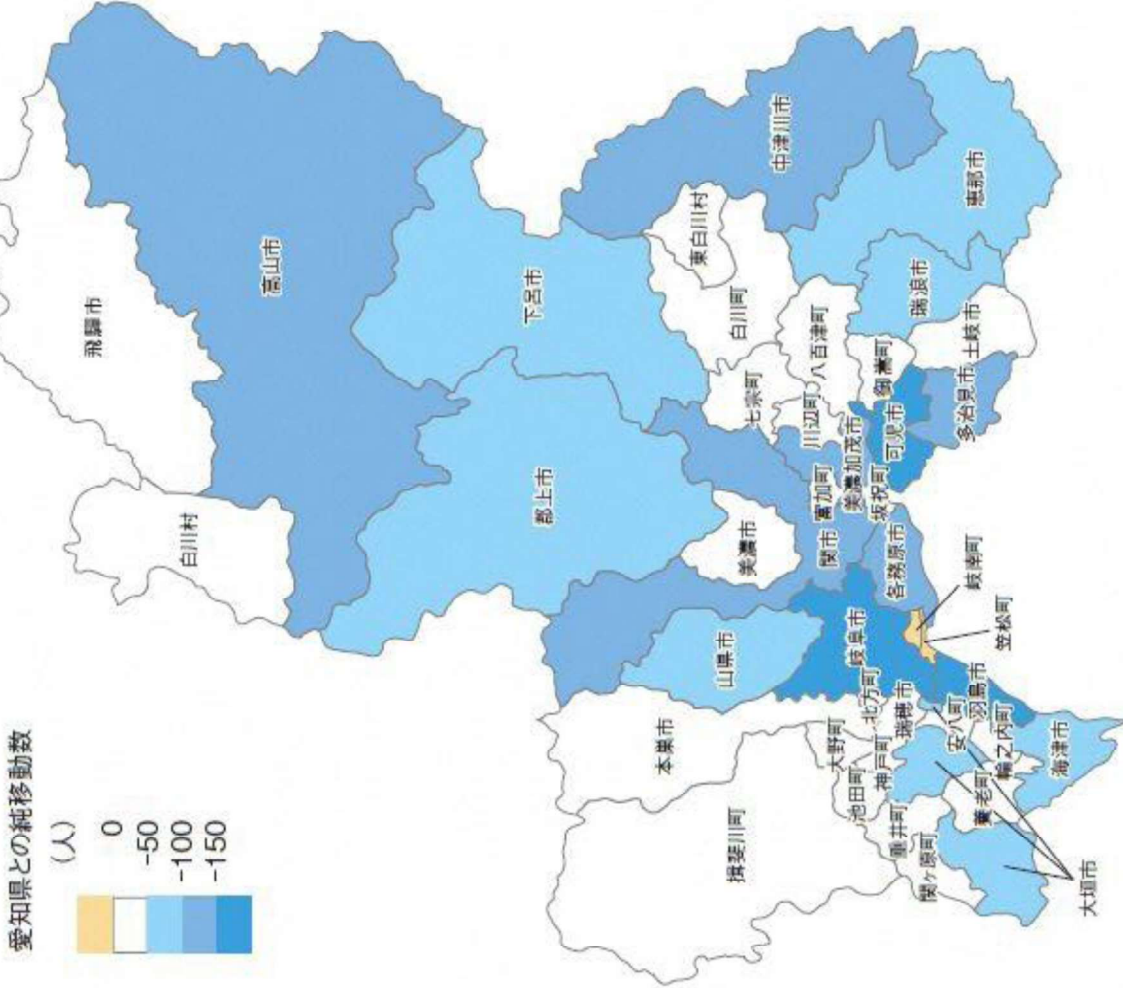 愛知県との純移動数
(人)
0
-50
-100
-150
飛騨市
白川村
高山市
下呂市
郡上市
中津川市
東白川村
白川町
恵那市
瑞浪市
土岐市
八百津町
七宗町
川辺町
御嵩町
多治見市
可児市
美濃加茂市
坂祝町
富加町
関市
美濃市
各務原市
岐南町
笠松町
山県市
岐阜市
北方町
瑞穂市
羽島市
安八町
輪之内町
海津市
本巣市
大野町
神戸町
池田町
揖斐川町
垂井町
関ヶ原町
養老町
大垣市